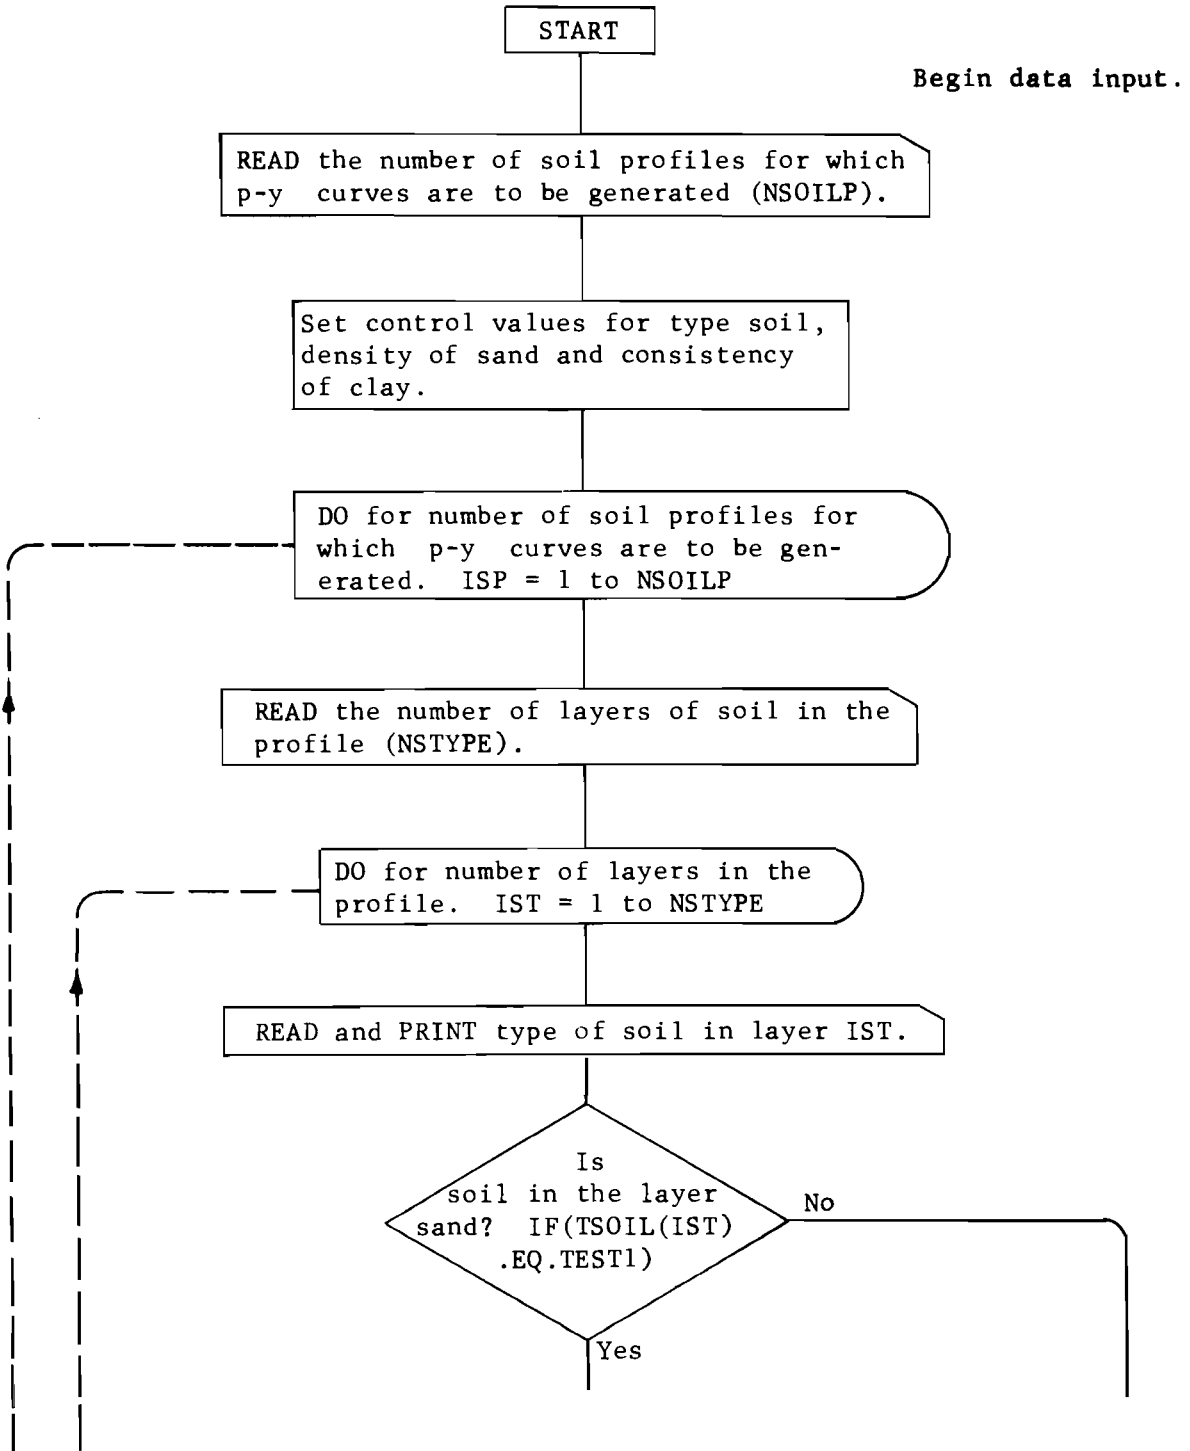 START
Begin data input.
READ the number of soil profiles for which
p-y curves are to be generated (NSOILP).
Set control values for type soil,
density of sand and consistency
of clay.
DO for number of soil profiles for
which p-y curves are to be gen-
erated. ISP = 1 to NSOILP
READ the number of layers of soil in the
profile (NSTYPE).
DO for number of layers in the
profile. IST = 1 to NSTYPE
READ and PRINT type of soil in layer IST.
Is
soil in the layer
sand? IF(TSOIL(IST)
.EQ.TEST1)
No
Yes